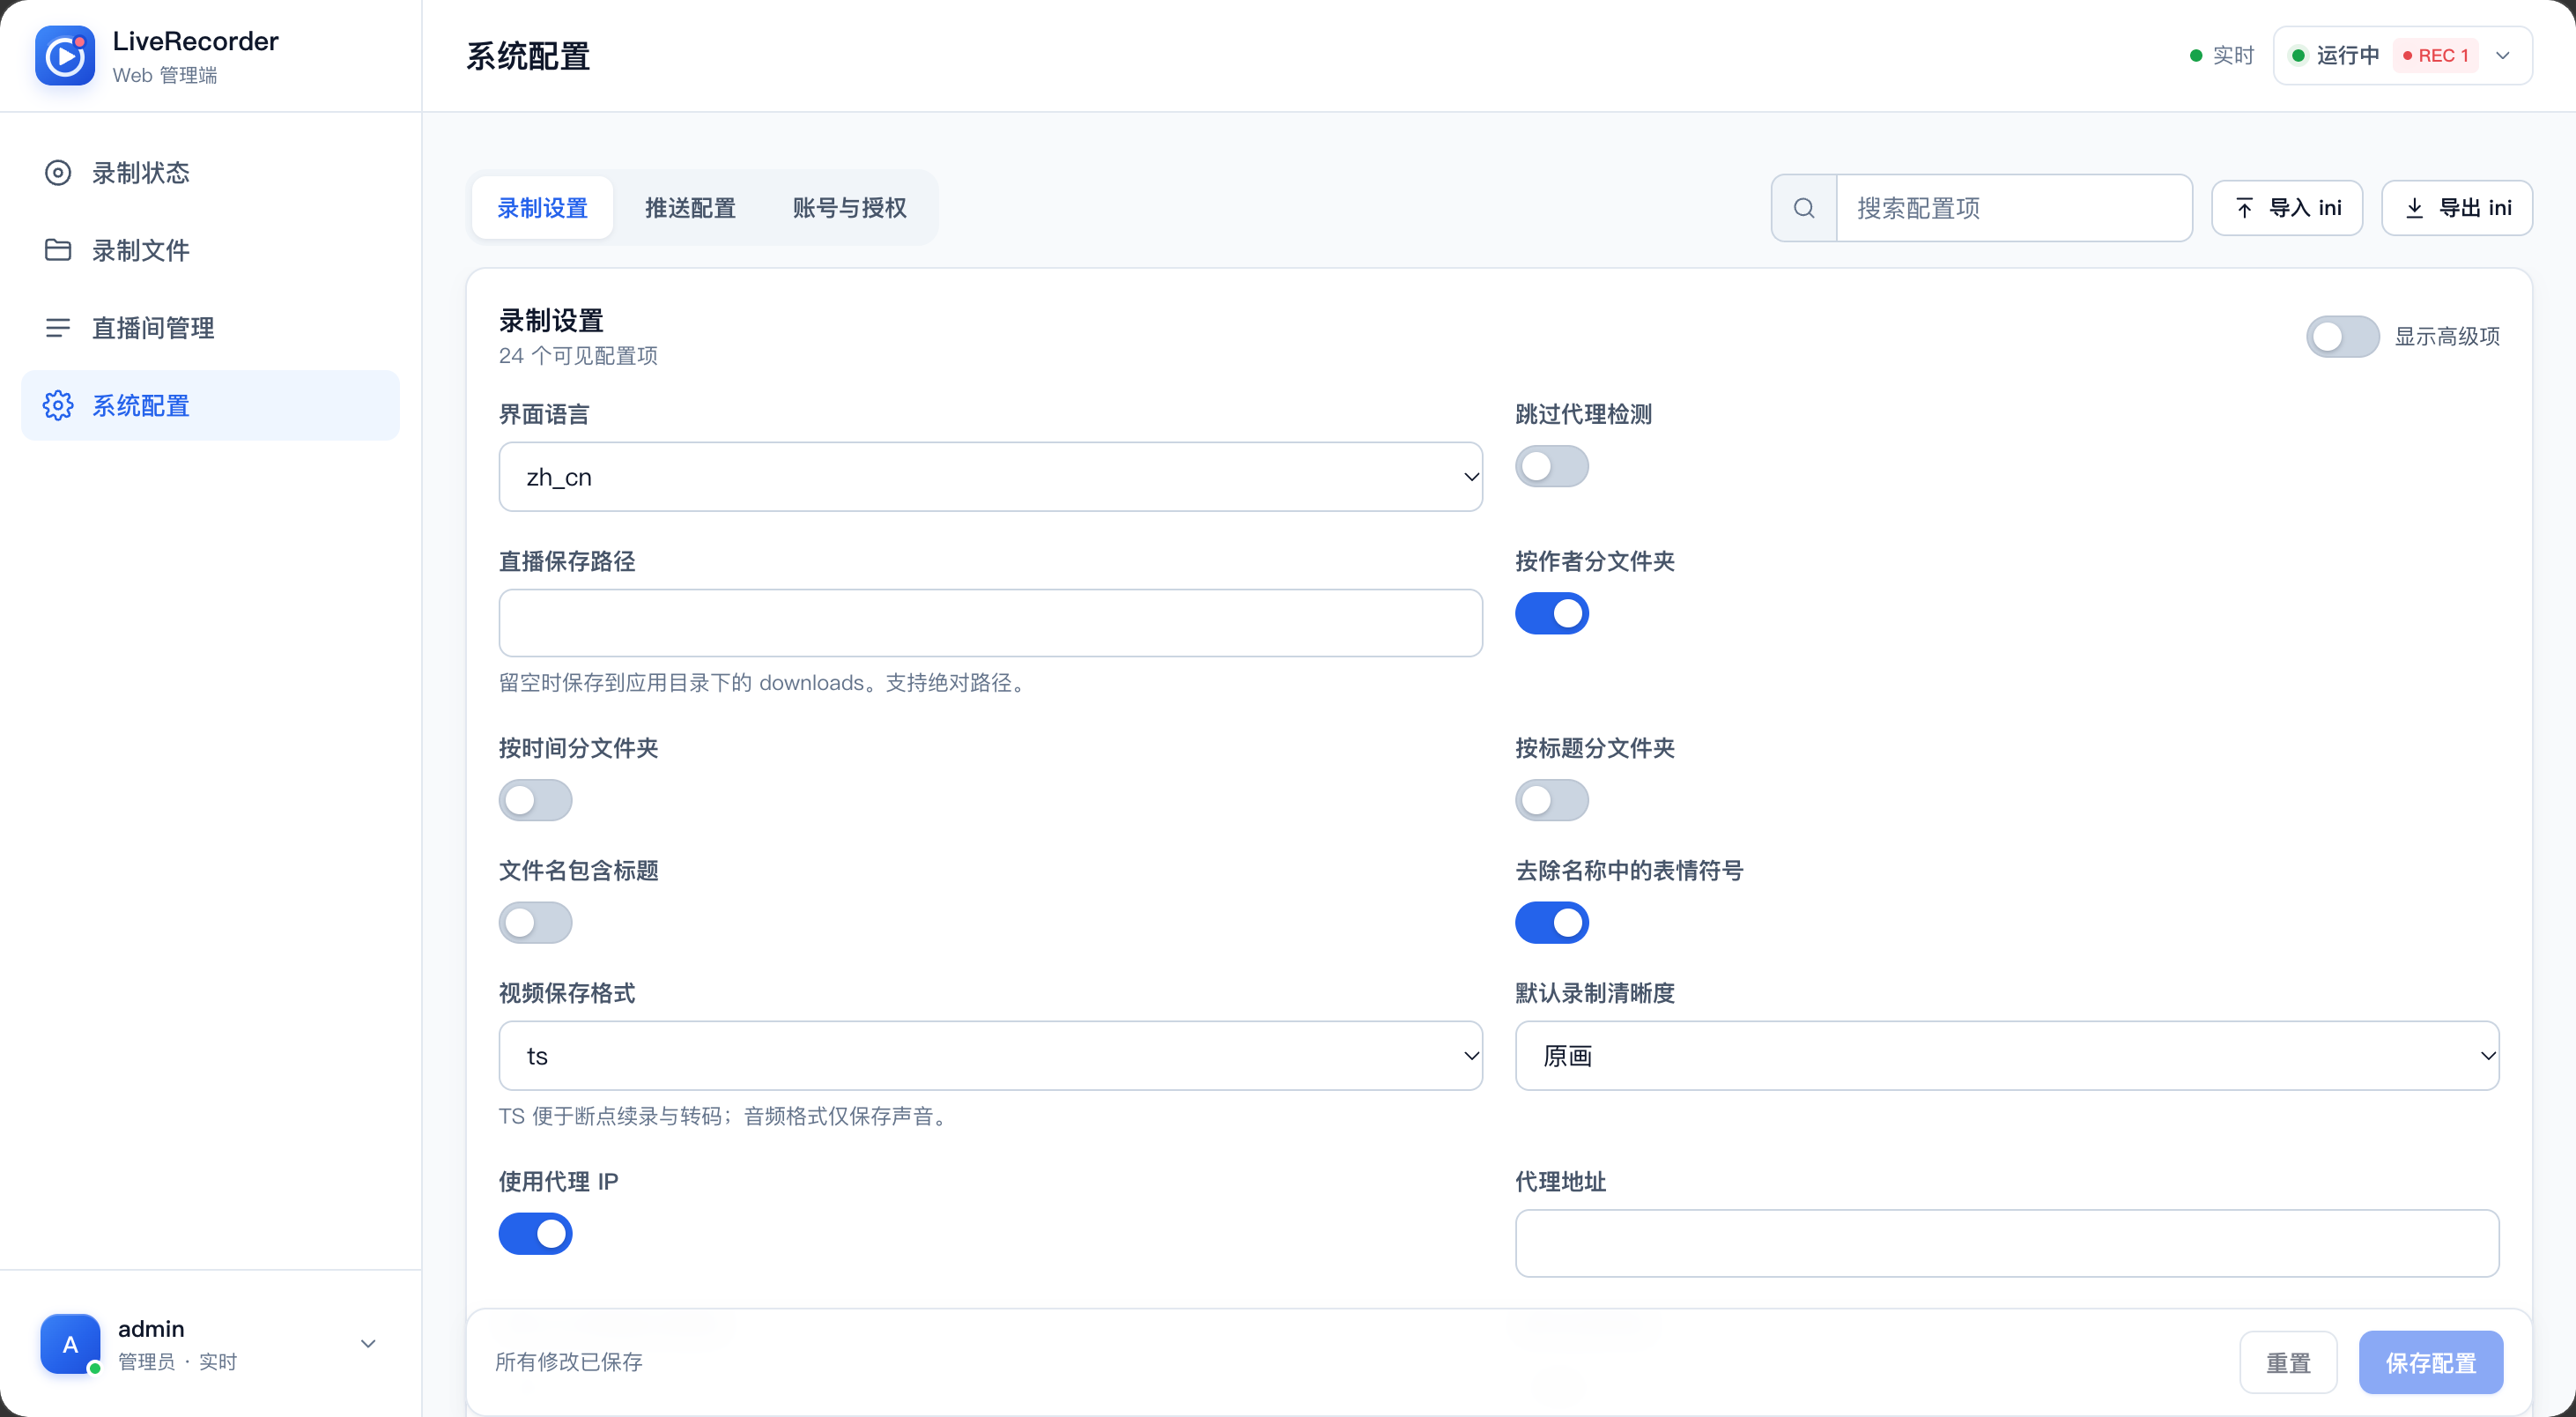 LiveRecorder
Web 管理端
系统配置
实时
运行中
REC 1
录制状态
录制文件
直播间管理
系统配置
录制设置
推送配置
账号与授权
搜索配置项
导入 ini
导出 ini
录制设置
24 个可见配置项
显示高级项
界面语言
zh_cn
跳过代理检测
直播保存路径
留空时保存到应用目录下的 downloads。支持绝对路径。
按作者分文件夹
按时间分文件夹
按标题分文件夹
文件名包含标题
去除名称中的表情符号
视频保存格式
ts
TS 便于断点续录与转码；音频格式仅保存声音。
默认录制清晰度
原画
使用代理 IP
代理地址
所有修改已保存
重置
保存配置
A
admin
管理员 · 实时